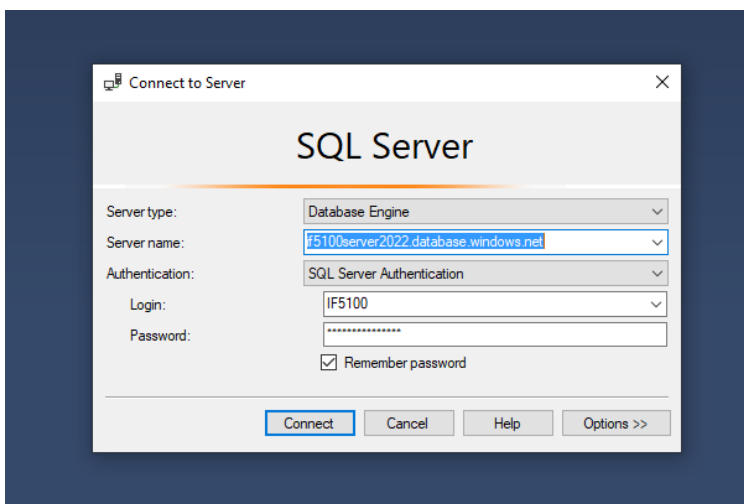 Connect to Server
SQL Server
Server type: Database Engine
Server name: if5100server2022.database.windows.net
Authentication: SQL Server Authentication
Login: IF5100
Password: ***************
Remember password
Connect Cancel Help Options >>